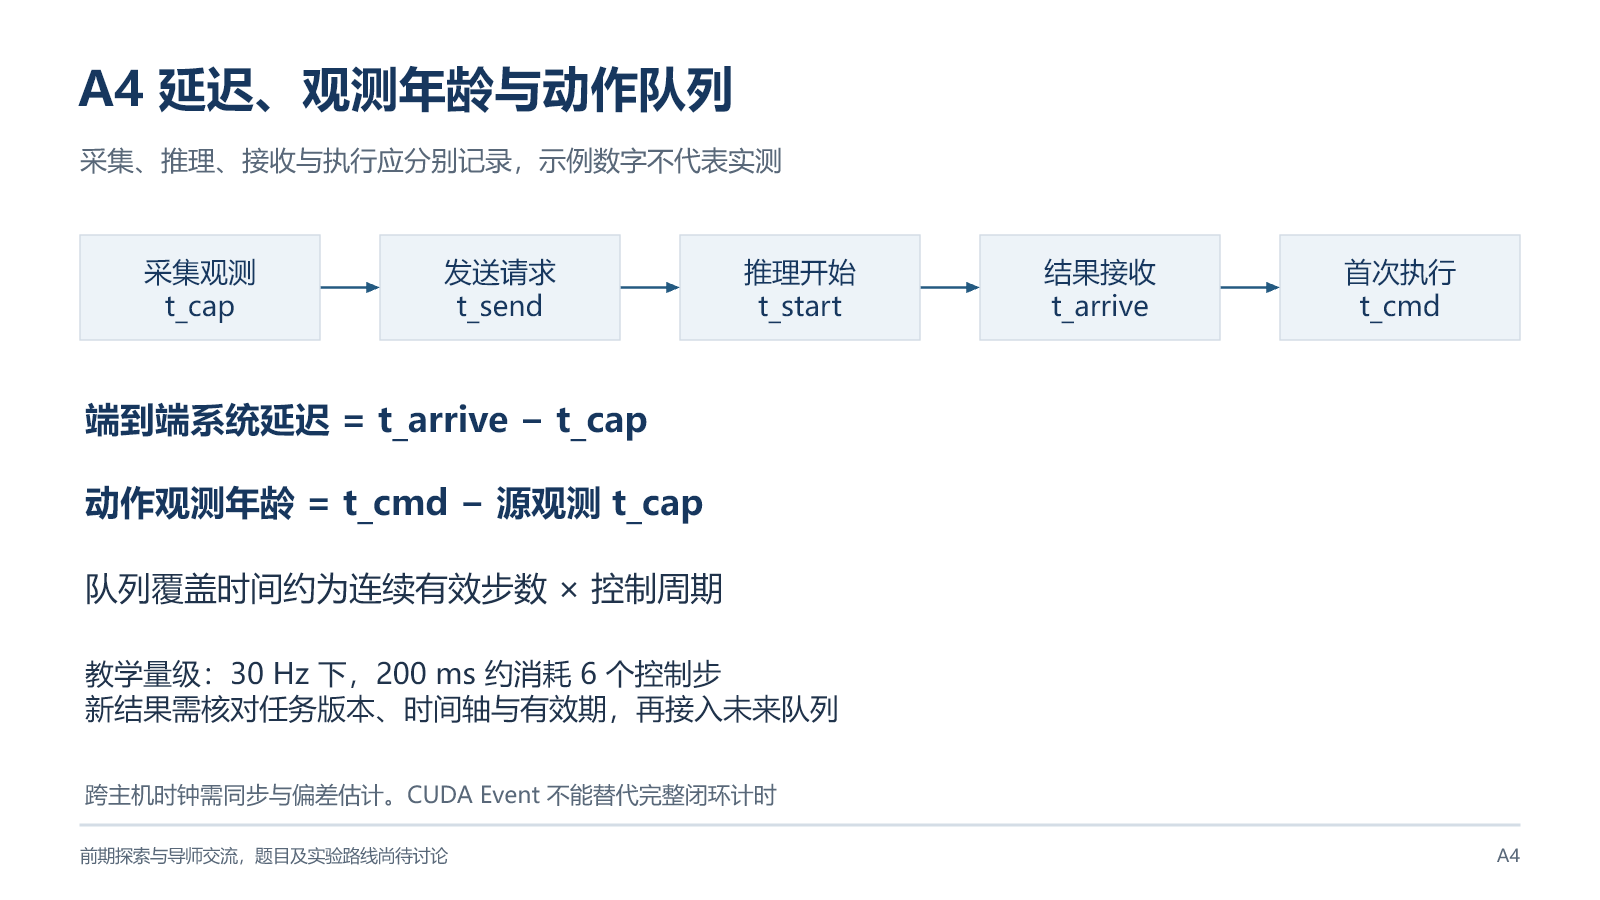 A4 延迟、观测年龄与动作队列
采集、推理、接收与执行应分别记录，示例数字不代表实测
采集观测
t_cap
发送请求
t_send
推理开始
t_start
结果接收
t_arrive
首次执行
t_cmd
端到端系统延迟 = t_arrive − t_cap
动作观测年龄 = t_cmd − 源观测 t_cap
队列覆盖时间约为连续有效步数 × 控制周期
教学量级：30 Hz 下，200 ms 约消耗 6 个控制步
新结果需核对任务版本、时间轴与有效期，再接入未来队列
跨主机时钟需同步与偏差估计。CUDA Event 不能替代完整闭环计时
前期探索与导师交流，题目及实验路线尚待讨论
A4